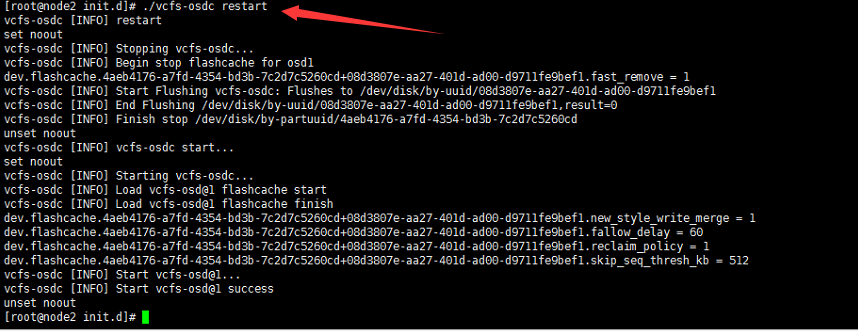 [root@node2 init.d]# ./vcfs-osdc restart
vcfs-osdc [INFO] restart
set noout
vcfs-osdc [INFO] Stopping vcfs-osdc...
vcfs-osdc [INFO] Begin stop flashcache for osd1
dev.flashcache.4aeb4176-a7fd-4354-bd3b-7c2d7c5260cd+08d3807e-aa27-401d-ad00-d9711fe9bef1.fast_remove = 1
vcfs-osdc [INFO] Start Flushing vcfs-osdc: Flushes to /dev/disk/by-uuid/08d3807e-aa27-401d-ad00-d9711fe9bef1
vcfs-osdc [INFO] End Flushing /dev/disk/by-uuid/08d3807e-aa27-401d-ad00-d9711fe9bef1,result=0
vcfs-osdc [INFO] Finish stop /dev/disk/by-partuuid/4aeb4176-a7fd-4354-bd3b-7c2d7c5260cd
unset noout
vcfs-osdc [INFO] vcfs-osdc start...
set noout
vcfs-osdc [INFO] Starting vcfs-osdc...
vcfs-osdc [INFO] Load vcfs-osd@1 flashcache start
vcfs-osdc [INFO] Load vcfs-osd@1 flashcache finish
dev.flashcache.4aeb4176-a7fd-4354-bd3b-7c2d7c5260cd+08d3807e-aa27-401d-ad00-d9711fe9bef1.new_style_write_merge = 1
dev.flashcache.4aeb4176-a7fd-4354-bd3b-7c2d7c5260cd+08d3807e-aa27-401d-ad00-d9711fe9bef1.fallow_delay = 60
dev.flashcache.4aeb4176-a7fd-4354-bd3b-7c2d7c5260cd+08d3807e-aa27-401d-ad00-d9711fe9bef1.reclaim_policy = 1
dev.flashcache.4aeb4176-a7fd-4354-bd3b-7c2d7c5260cd+08d3807e-aa27-401d-ad00-d9711fe9bef1.skip_seq_thresh_kb = 512
vcfs-osdc [INFO] Start vcfs-osd@1...
vcfs-osdc [INFO] Start vcfs-osd@1 success
unset noout
[root@node2 init.d]#